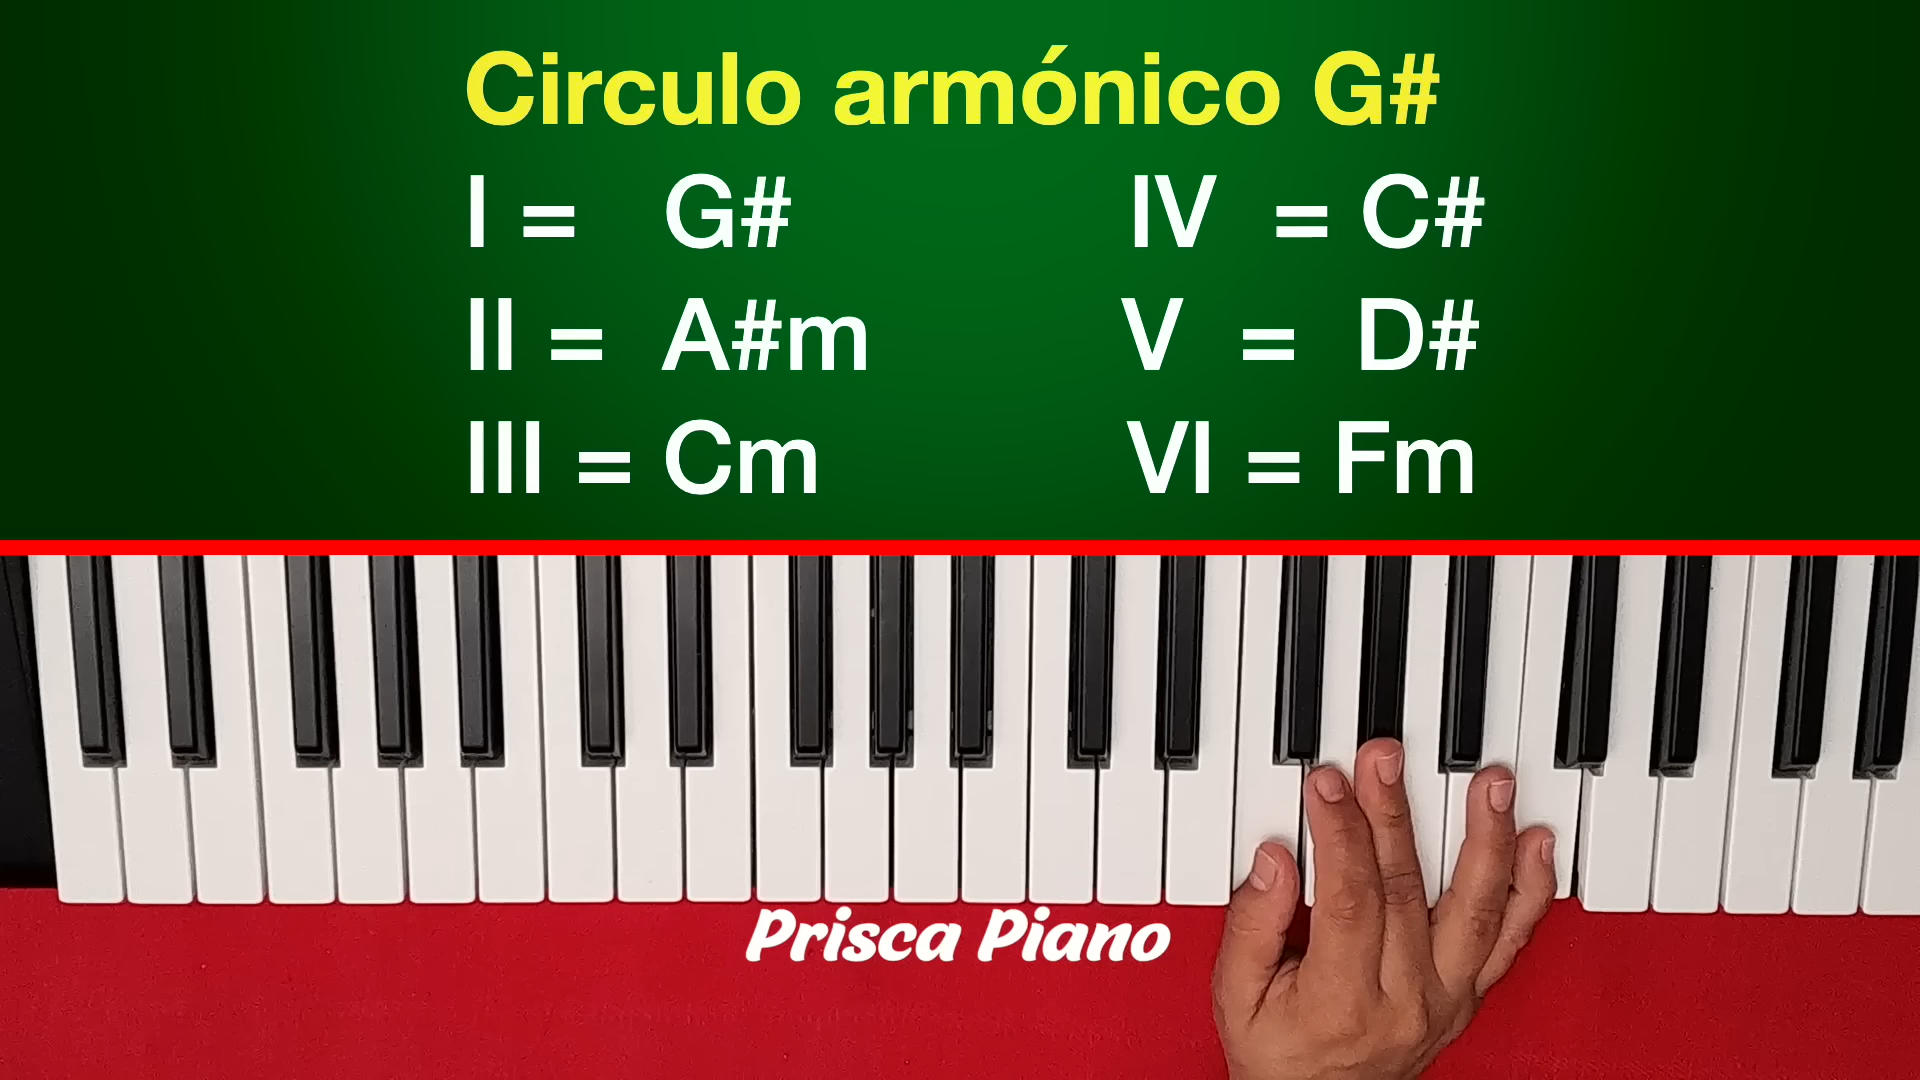 Circulo armónico G#
I = G# IV = C#
II = A#m V = D#
III = Cm VI = Fm
Prisca Piano